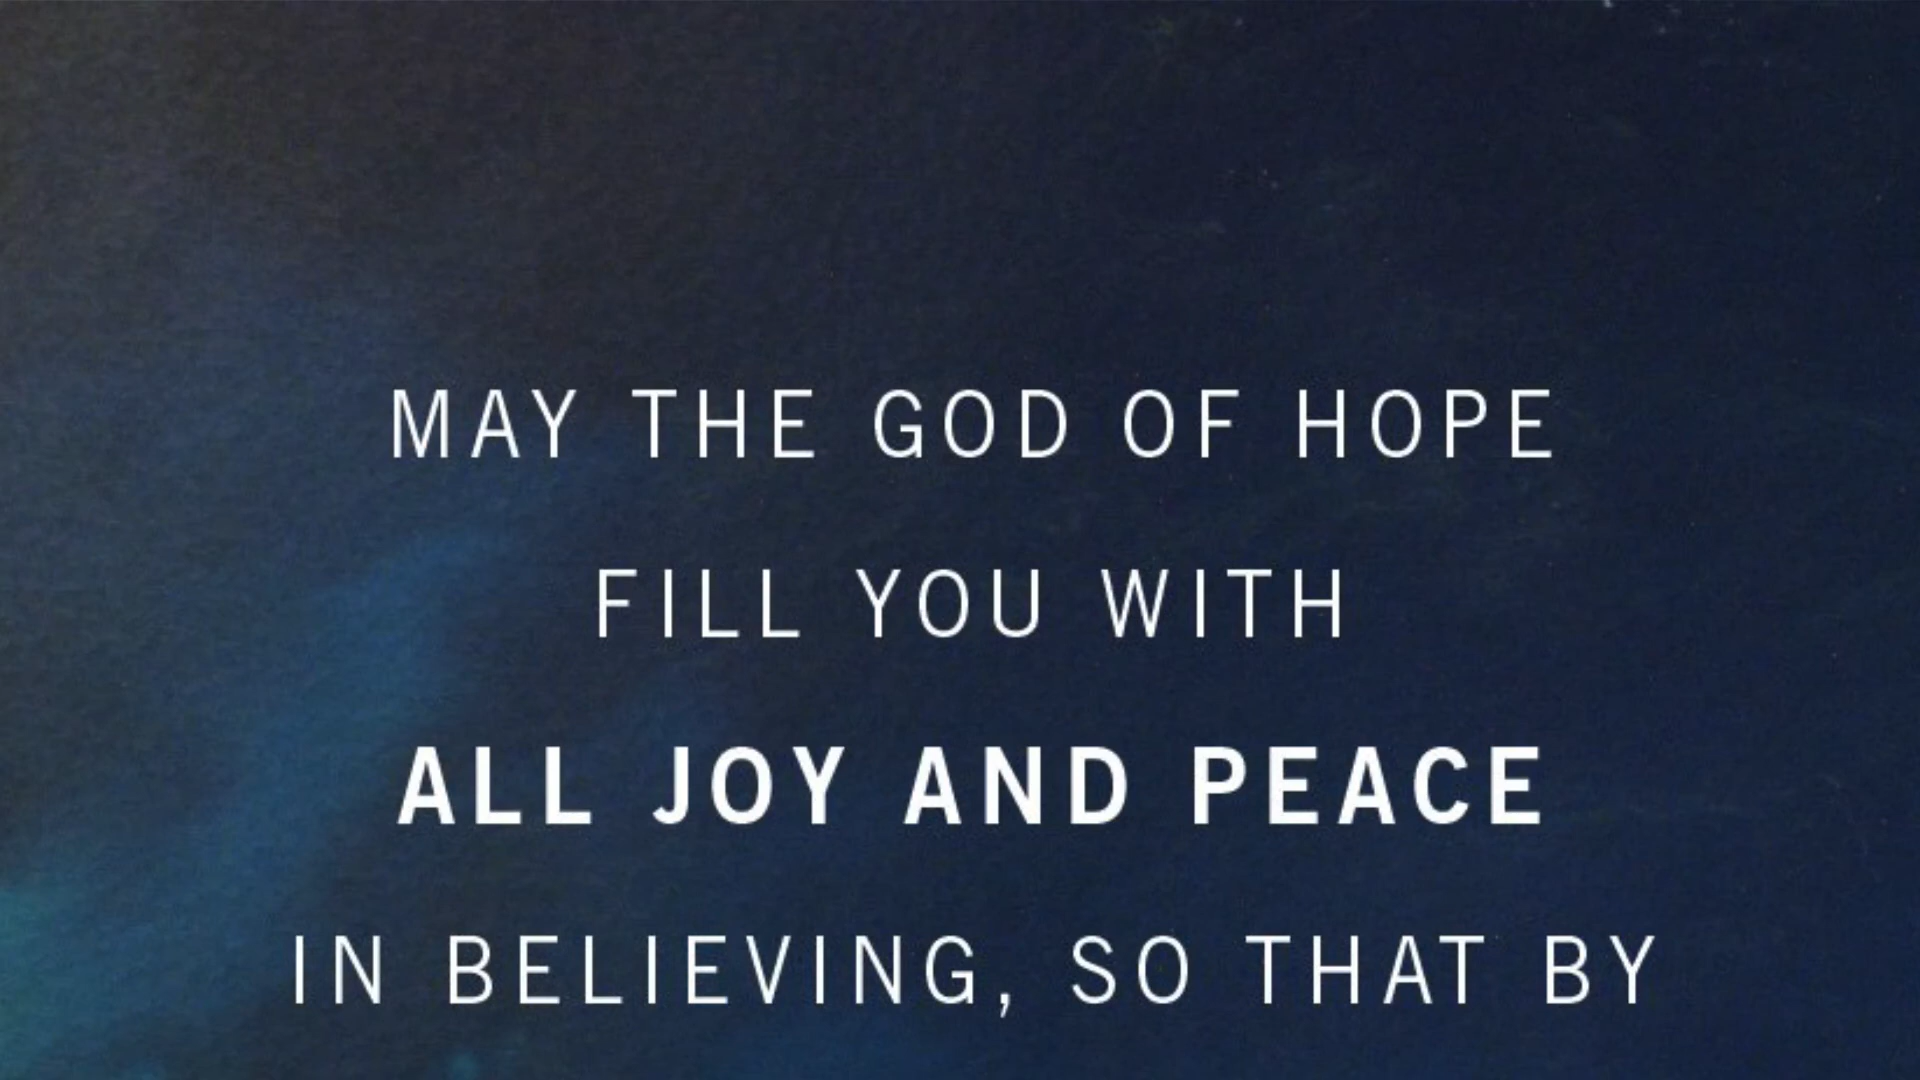 MAY THE GOD OF HOPE
FILL YOU WITH
ALL JOY AND PEACE
IN BELIEVING, SO THAT BY